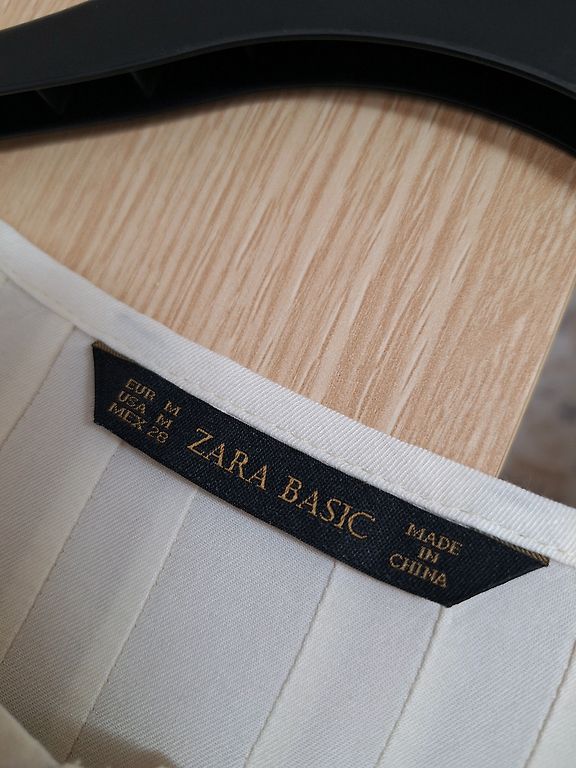 EUR M
USA M
MEX 28
ZARA BASIC
MADE
IN
CHINA